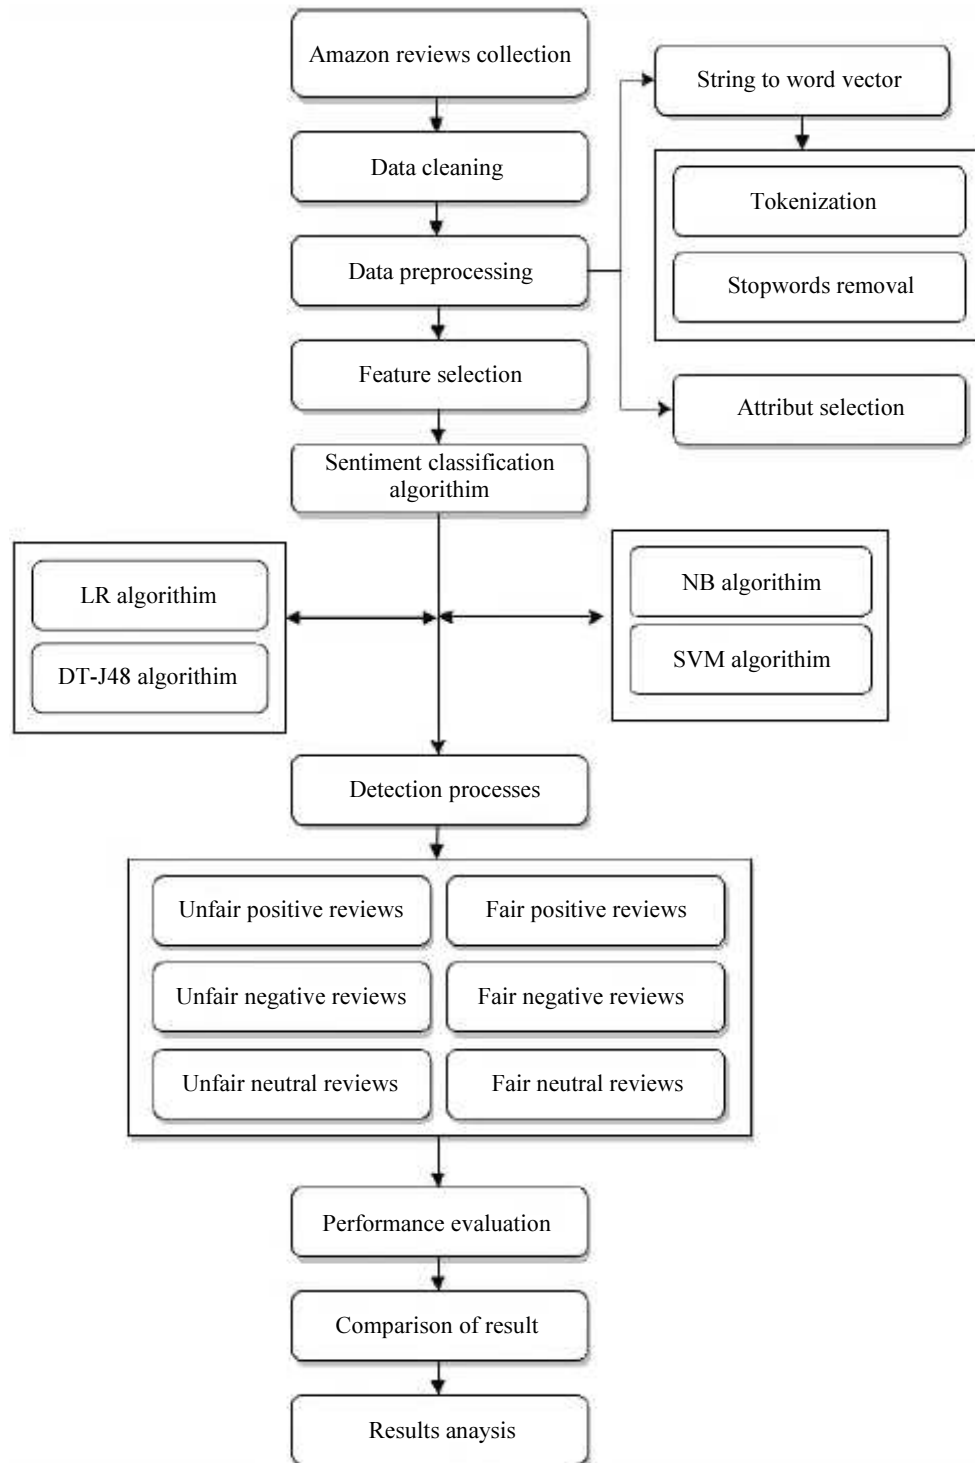 Amazon reviews collection
String to word vector
Data cleaning
Tokenization
Data preprocessing
Stopwords removal
Feature selection
Attribut selection
Sentiment classification
algorithim
LR algorithim
DT-J48 algorithim
NB algorithim
SVM algorithim
Detection processes
Unfair positive reviews
Fair positive reviews
Unfair negative reviews
Fair negative reviews
Unfair neutral reviews
Fair neutral reviews
Performance evaluation
Comparison of result
Results anaysis